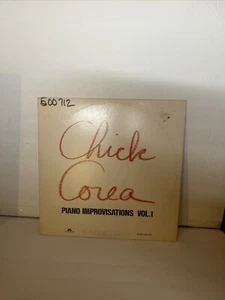 500712
Chick
Corea
PIANO IMPROVISATIONS VOL.1